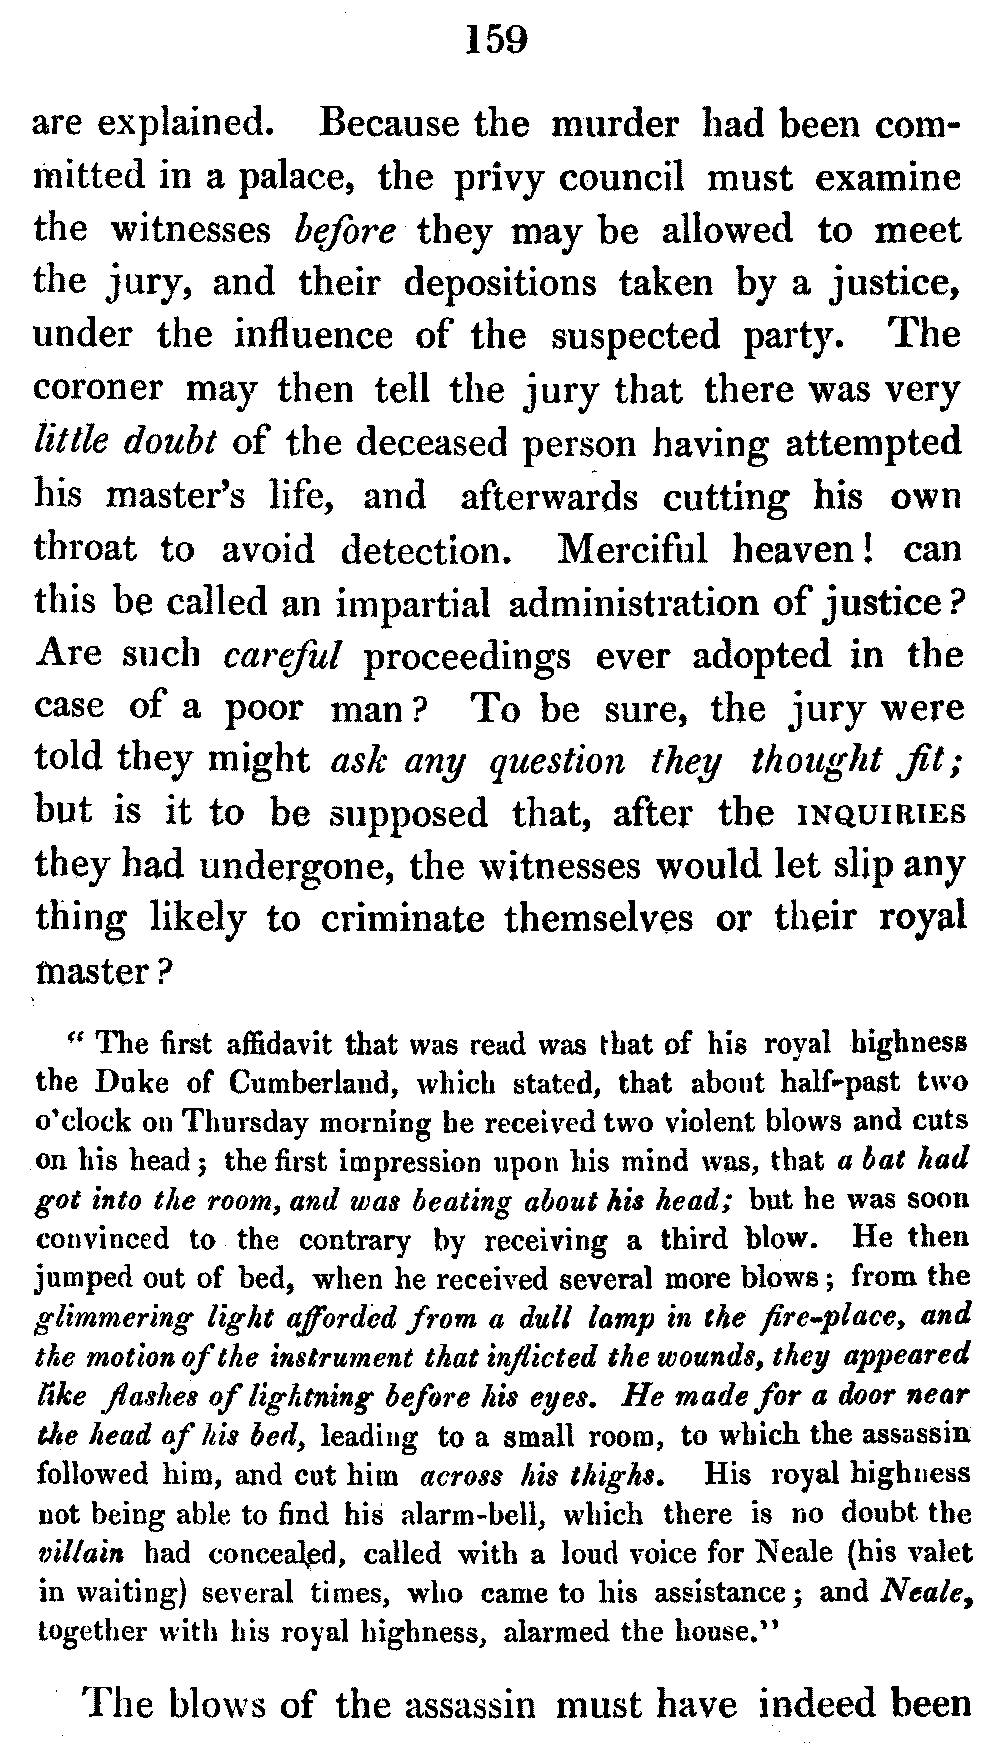 159
are explained. Because the murder had been com-
mitted in a palace, the privy council must examine
the witnesses before they may be allowed to meet
the jury, and their depositions taken by a justice,
under the influence of the suspected party. The
coroner may then tell the jury that there was very
little doubt of the deceased person having attempted
his master's life, and afterwards cutting his own
throat to avoid detection. Merciful heaven! can
this be called an impartial administration of justice?
Are such careful proceedings ever adopted in the
case of a poor man? To be sure, the jury were
told they might ask any question they thought fit;
but is it to be supposed that, after the INQUIRIES
they had undergone, the witnesses would let slip any
thing likely to criminate themselves or their royal
master?
" The first affidavit that was read was that of his royal highness
the Duke of Cumberland, which stated, that about half-past two
o'clock on Thursday morning he received two violent blows and cuts
on his head; the first impression upon his mind was, that a bat had
got into the room, and was beating about his head; but he was soon
convinced to the contrary by receiving a third blow. He then
jumped out of bed, when he received several more blows; from the
glimmering light afforded from a dull lamp in the fire-place, and
the motion of the instrument that inflicted the wounds, they appeared
like flashes of lightning before his eyes. He made for a door near
the head of his bed, leading to a small room, to which the assassin
followed him, and cut him across his thighs. His royal highness
not being able to find his alarm-bell, which there is no doubt the
villain had concealed, called with a loud voice for Neale (his valet
in waiting) several times, who came to his assistance; and Neale,
together with his royal highness, alarmed the house."
The blows of the assassin must have indeed been